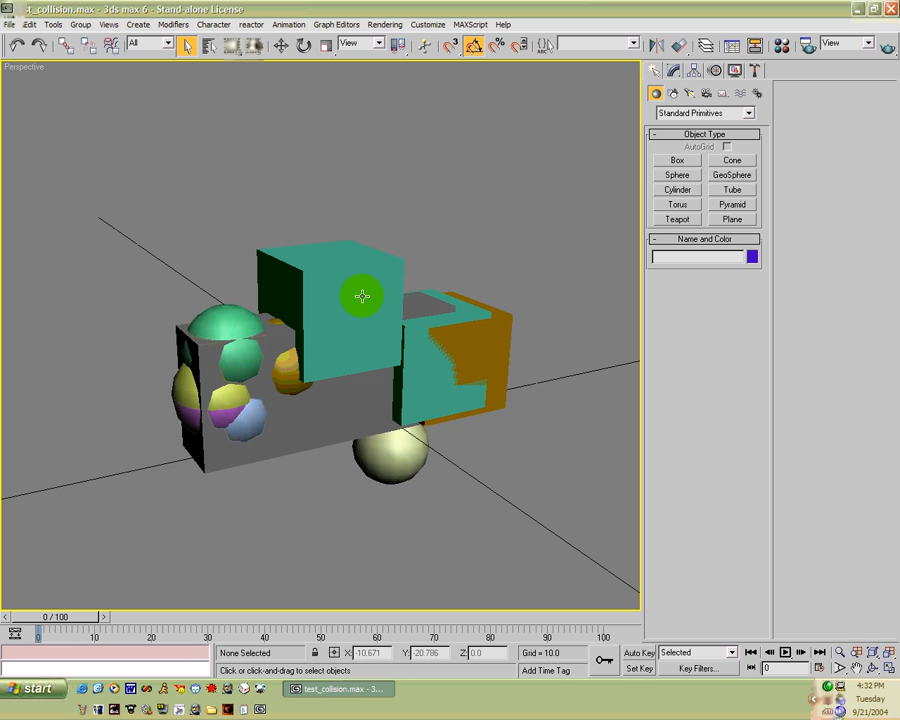 st_collision.max - 3ds max 6 - Stand-alone License
File Edit Tools Group Views Create Modifiers Character reactor Animation Graph Editors Rendering Customize MAXScript Help
All View View
Perspective
Standard Primitives
- Object Type
AutoGrid
Box Cone
Sphere GeoSphere
Cylinder Tube
Torus Pyramid
Teapot Plane
- Name and Color
0 / 100
0 10 20 30 40 50 60 70 80 90 100
None Selected X: -10.671 Y: -20.786 Z: 0.0 Grid = 10.0 Auto Key Selected
Click or click-and-drag to select objects Add Time Tag Set Key Key Filters... 0
start test_collision.max - 3... 4:32 PM
Tuesday
9/21/2004